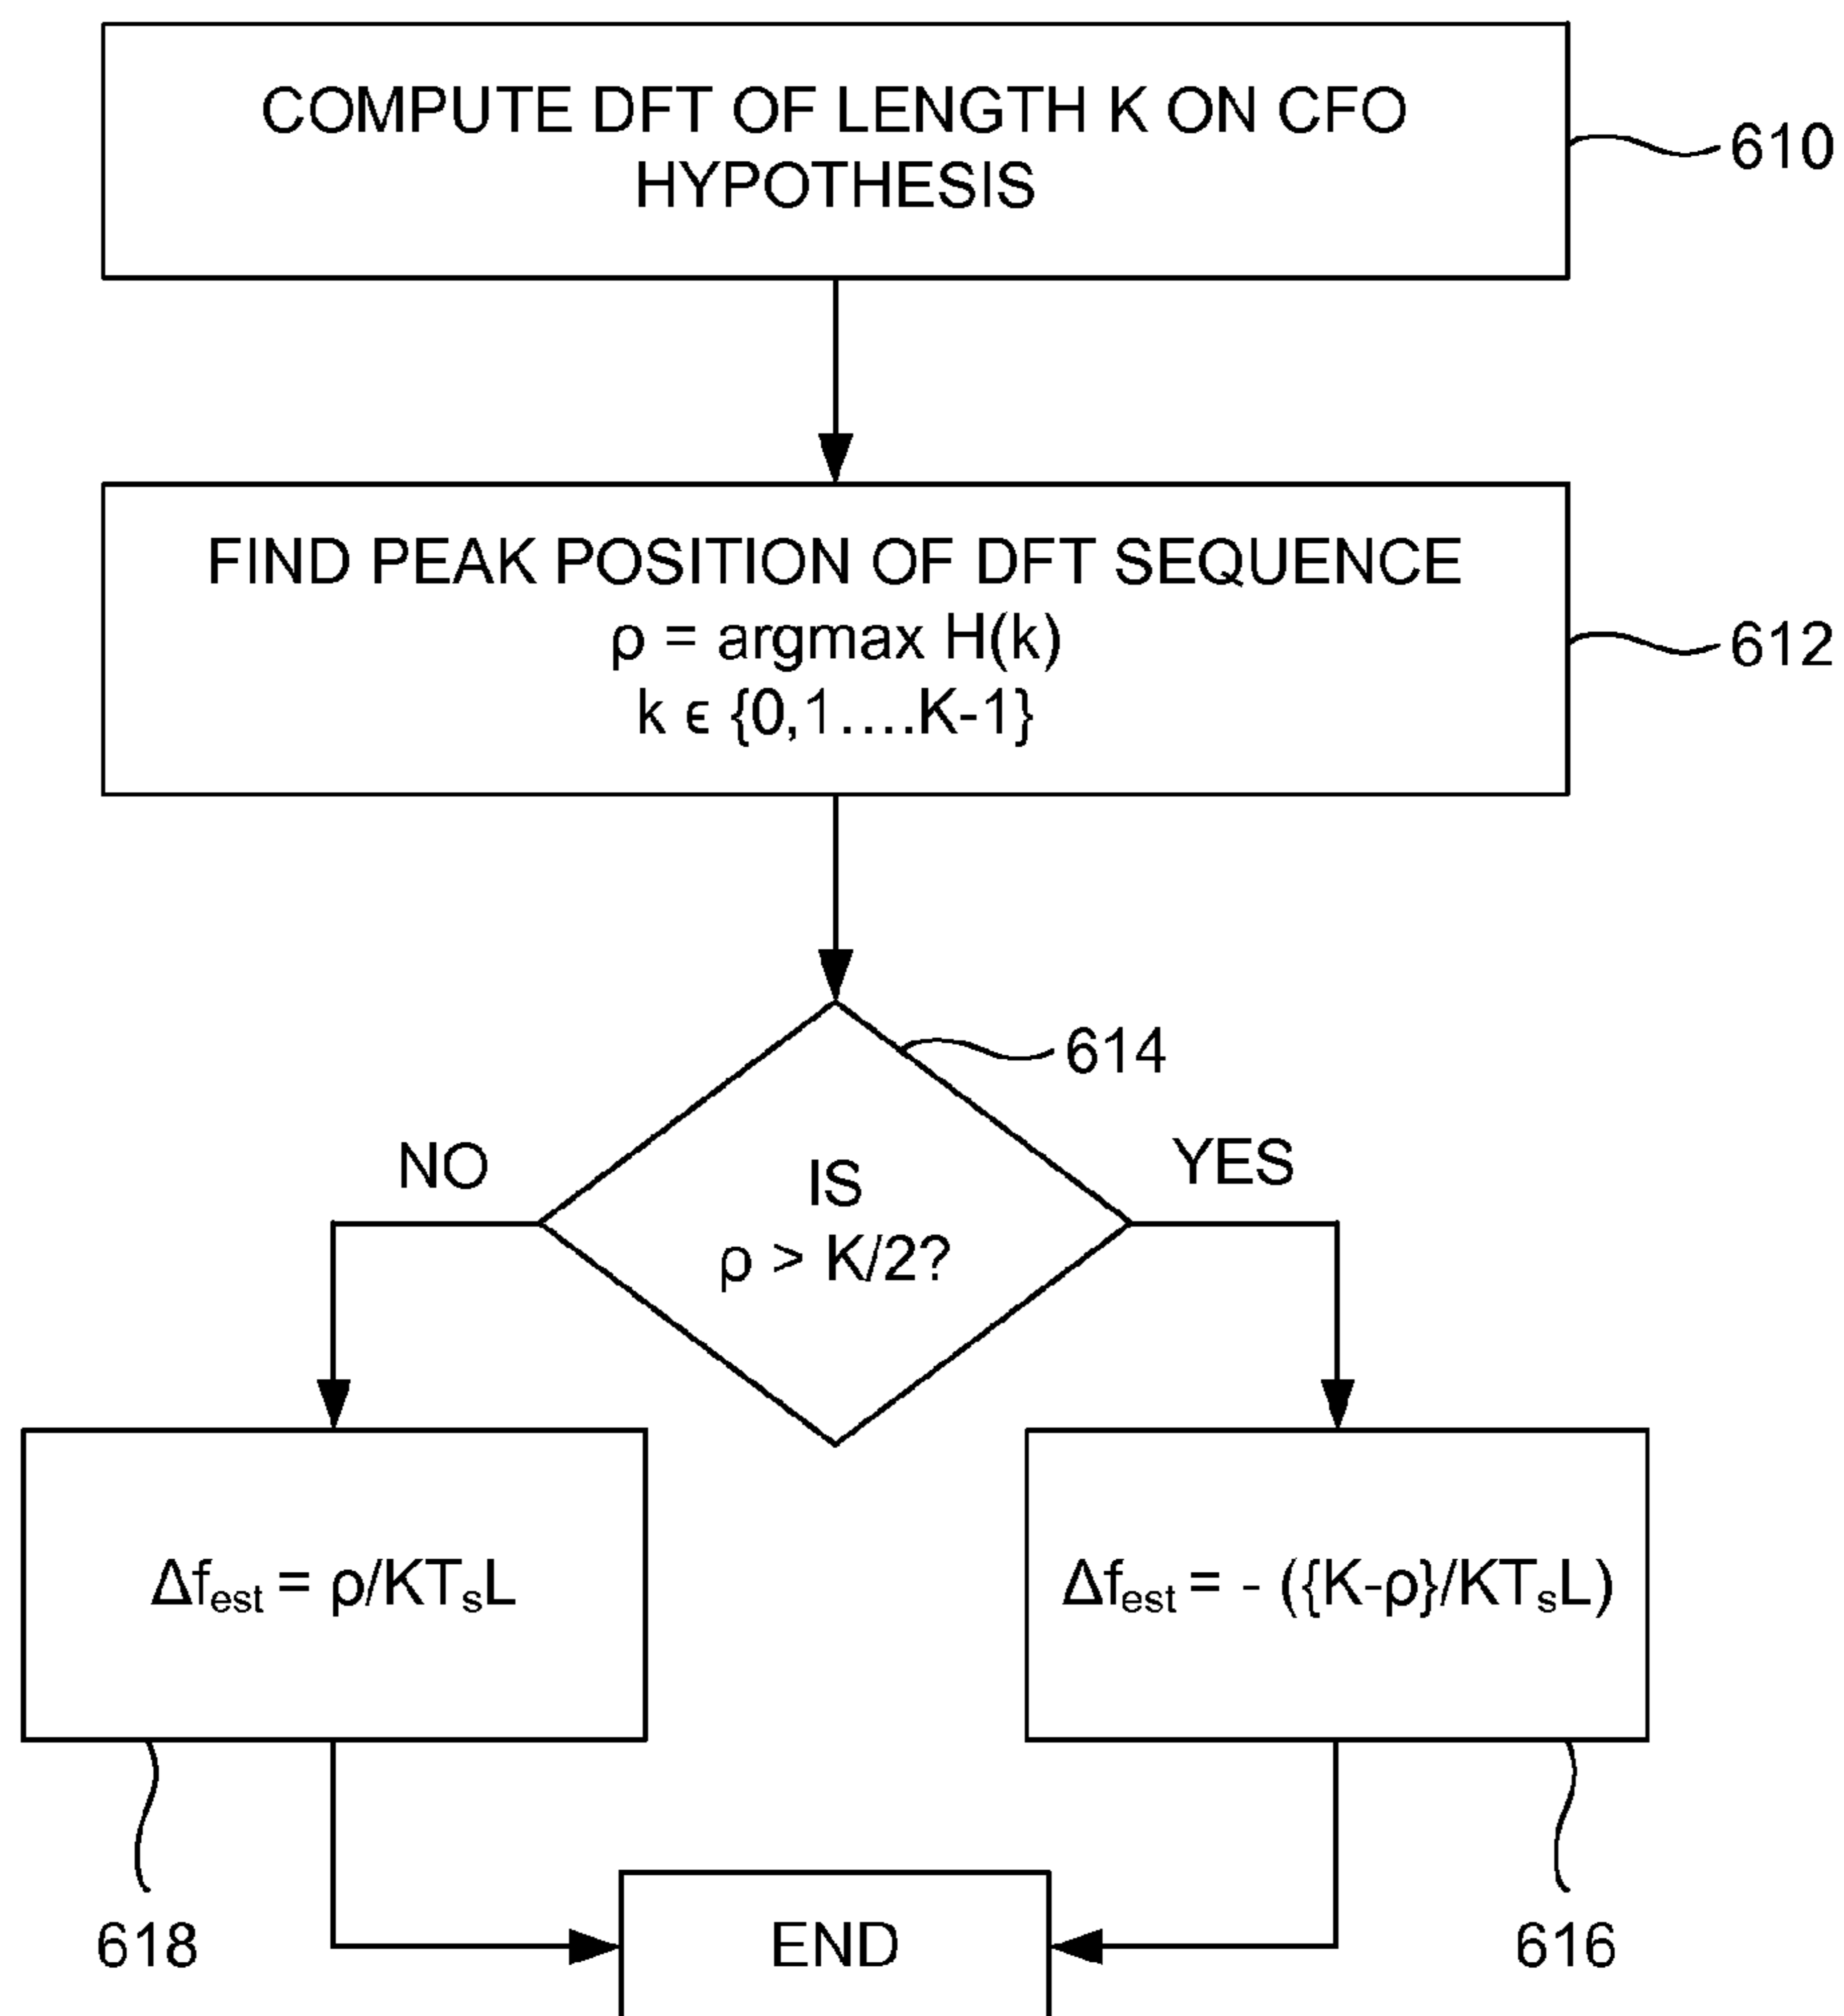 COMPUTE DFT OF LENGTH K ON CFO
HYPOTHESIS
610
FIND PEAK POSITION OF DFT SEQUENCE
ρ = argmax H(k)
k ϵ {0,1....K-1}
612
614
NO
YES
IS
ρ > K/2?
Δfest = ρ/KTsL
Δfest = - ({K-ρ}/KTsL)
618
END
616